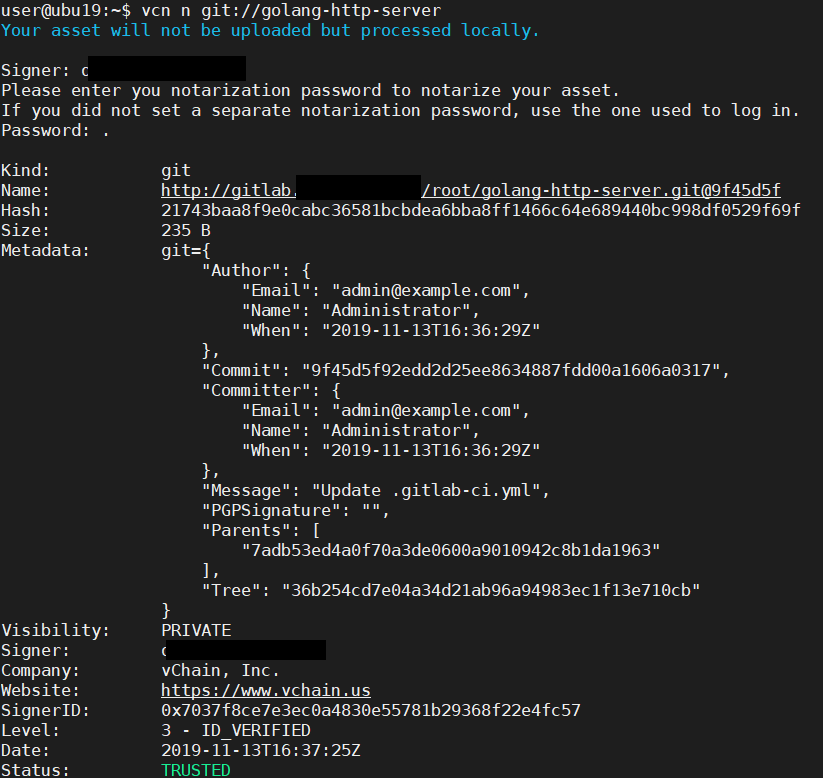 user@ubu19:~$ vcn n git://golang-http-server
Your asset will not be uploaded but processed locally.
Signer:
Please enter you notarization password to notarize your asset.
If you did not set a separate notarization password, use the one used to log in.
Password: .
Kind: git
Name: http://gitlab. /root/golang-http-server.git@9f45d5f
Hash: 21743baa8f9e0cabc36581bcbdea6bba8ff1466c64e689440bc998df0529f69f
Size: 235 B
Metadata: git={
"Author": {
"Email": "admin@example.com",
"Name": "Administrator",
"When": "2019-11-13T16:36:29Z"
},
"Commit": "9f45d5f92edd2d25ee8634887fdd00a1606a0317",
"Committer": {
"Email": "admin@example.com",
"Name": "Administrator",
"When": "2019-11-13T16:36:29Z"
},
"Message": "Update .gitlab-ci.yml",
"PGPSignature": "",
"Parents": [
"7adb53ed4a0f70a3de0600a9010942c8b1da1963"
],
"Tree": "36b254cd7e04a34d21ab96a94983ec1f13e710cb"
}
Visibility: PRIVATE
Signer:
Company: vChain, Inc.
Website: https://www.vchain.us
SignerID: 0x7037f8ce7e3ec0a4830e55781b29368f22e4fc57
Level: 3 - ID_VERIFIED
Date: 2019-11-13T16:37:25Z
Status: TRUSTED